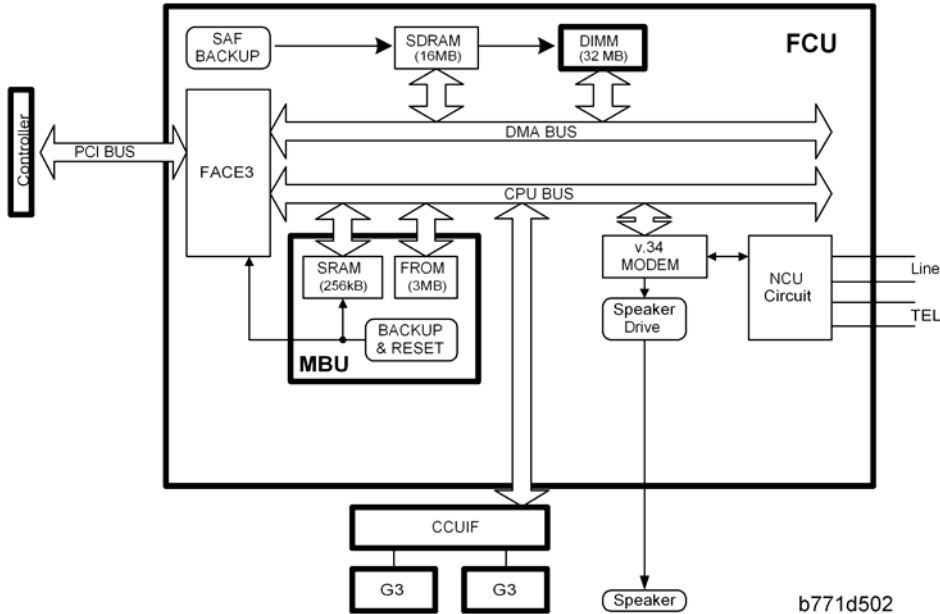 SAF
BACKUP
SDRAM
(16MB)
DIMM
(32 MB)
FCU
Controller
PCI BUS
FACE3
DMA BUS
CPU BUS
SRAM
(256kB)
FROM
(3MB)
BACKUP
& RESET
MBU
v.34
MODEM
Speaker
Drive
NCU
Circuit
Line
TEL
CCUIF
G3
G3
Speaker
b771d502